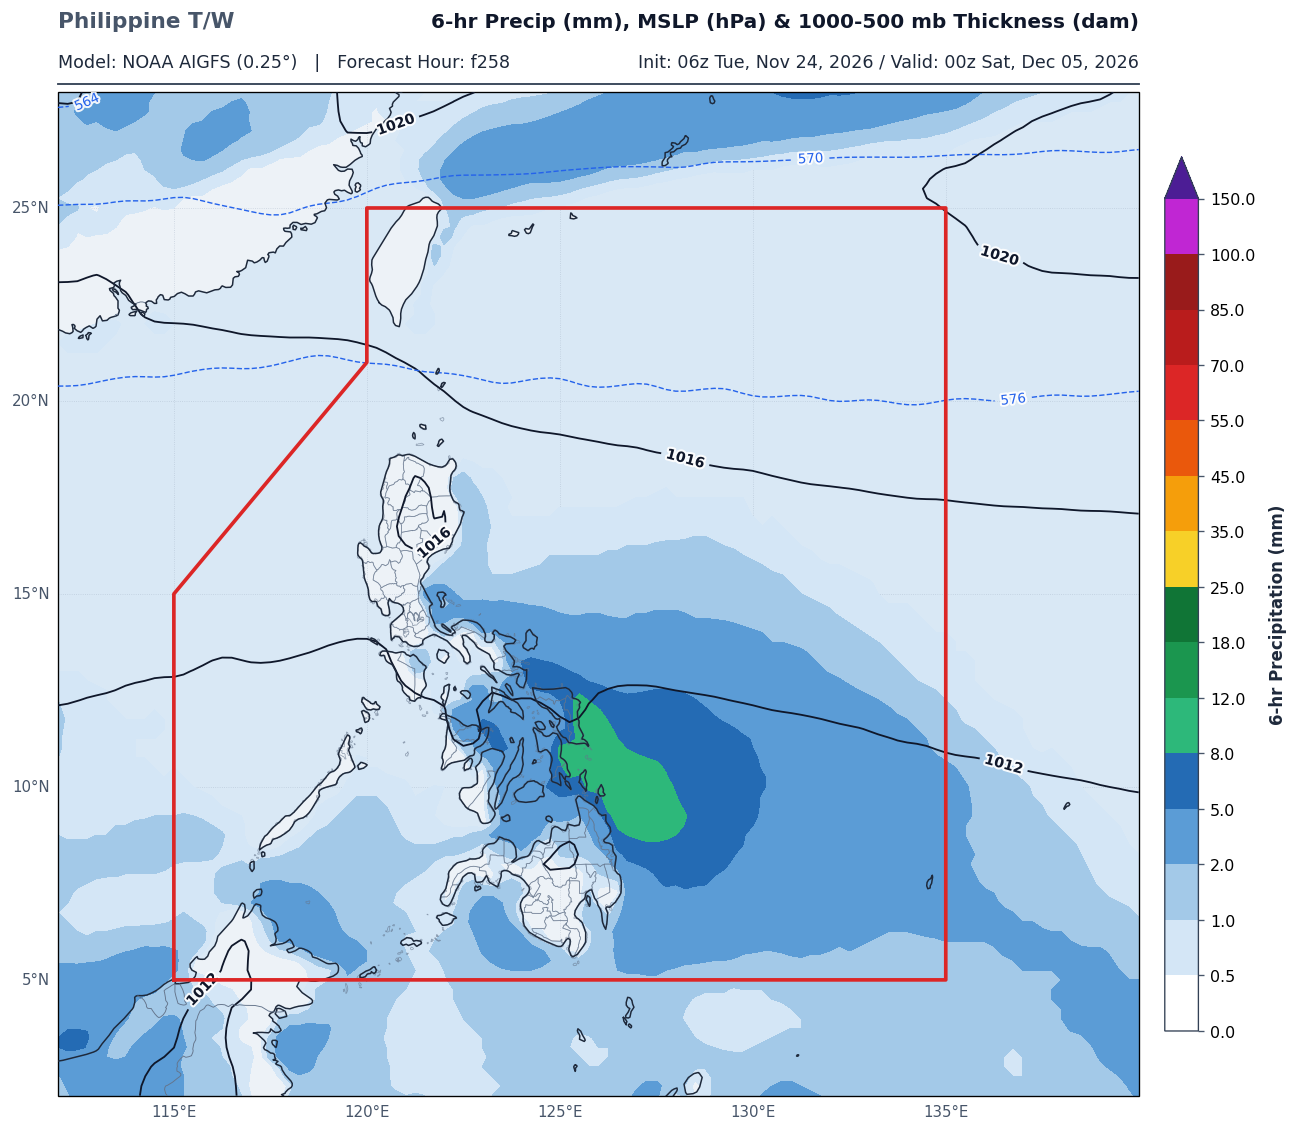 Philippine T/W
6-hr Precip (mm), MSLP (hPa) & 1000-500 mb Thickness (dam)
Model: NOAA AIGFS (0.25°) | Forecast Hour: f258
Init: 06z Tue, Nov 24, 2026 / Valid: 00z Sat, Dec 05, 2026
564
1020
570
1020
576
1016
1016
1012
1012
25°N
20°N
15°N
10°N
5°N
115°E
120°E
125°E
130°E
135°E
150.0
100.0
85.0
70.0
55.0
45.0
35.0
25.0
18.0
12.0
8.0
5.0
2.0
1.0
0.5
0.0
6-hr Precipitation (mm)